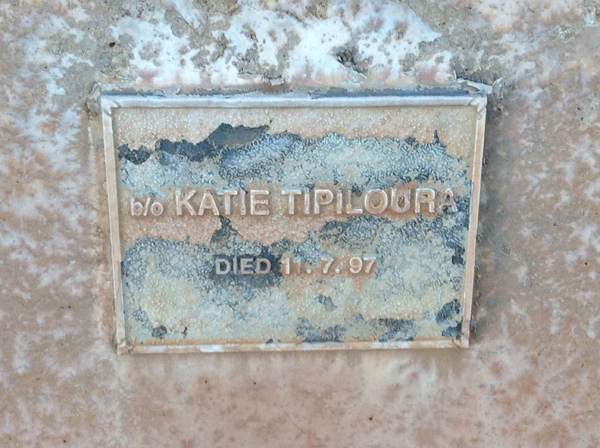 b/o KATIE TIPILOURA
DIED 11. 7. 97